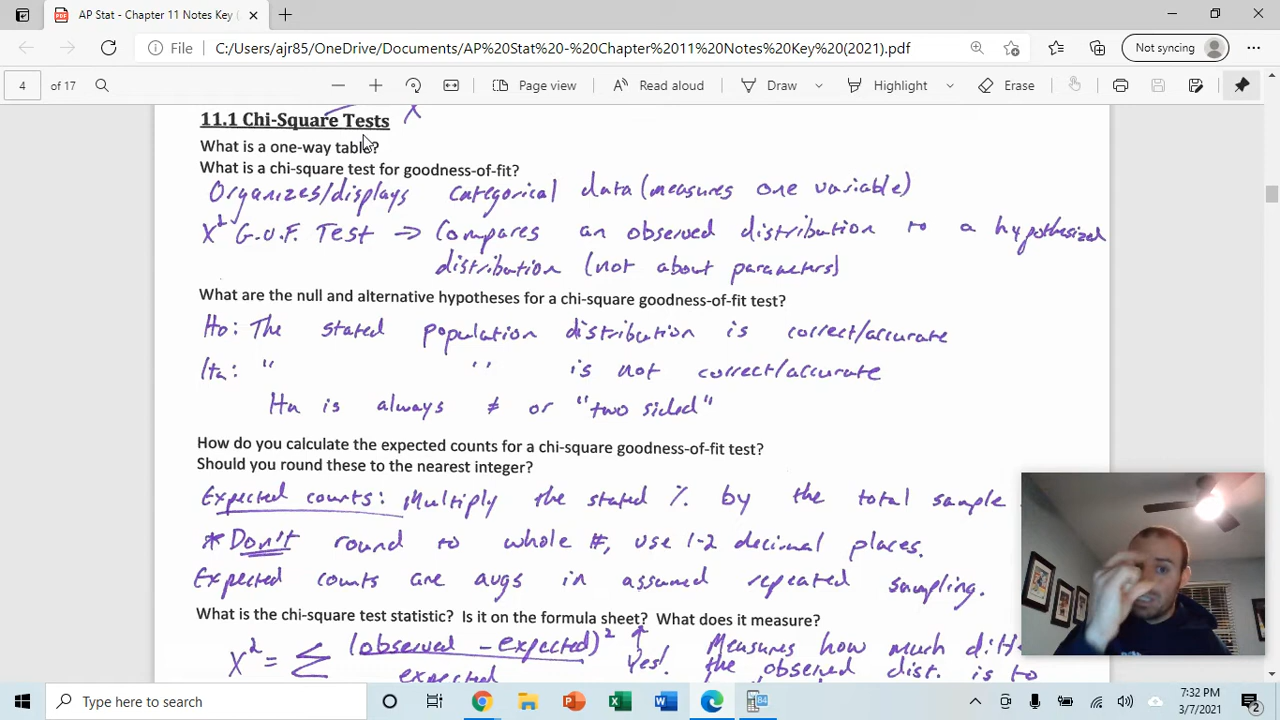 AP Stat - Chapter 11 Notes Key (
File
C:/Users/ajr85/OneDrive/Documents/AP%20Stat%20-%20Chapter%2011%20Notes%20Key%20(2021).pdf
Not syncing
4 of 17
Page view
Read aloud
Draw
Highlight
Erase
11.1 Chi-Square Tests
What is a one-way table?
What is a chi-square test for goodness-of-fit?
Organizes/displays categorical data (measures one variable)
X² G.O.F. Test → Compares an observed distribution to a hypothesized
distribution (not about parameters)
What are the null and alternative hypotheses for a chi-square goodness-of-fit test?
Ho: The stated population distribution is correct/accurate
Ha: " " is not correct/accurate
Ha is always ≠ or "two sided"
How do you calculate the expected counts for a chi-square goodness-of-fit test?
Should you round these to the nearest integer?
Expected counts: Multiply the stated % by the total sample
* Don't round to whole #, use 1-2 decimal places.
Expected counts are avgs in assumed repeated sampling.
What is the chi-square test statistic? Is it on the formula sheet? What does it measure?
X² = Σ (observed - expected)² Yes! Measures how much
expected the observed dist. is to
Type here to search
84
7:32 PM
3/7/2021
2